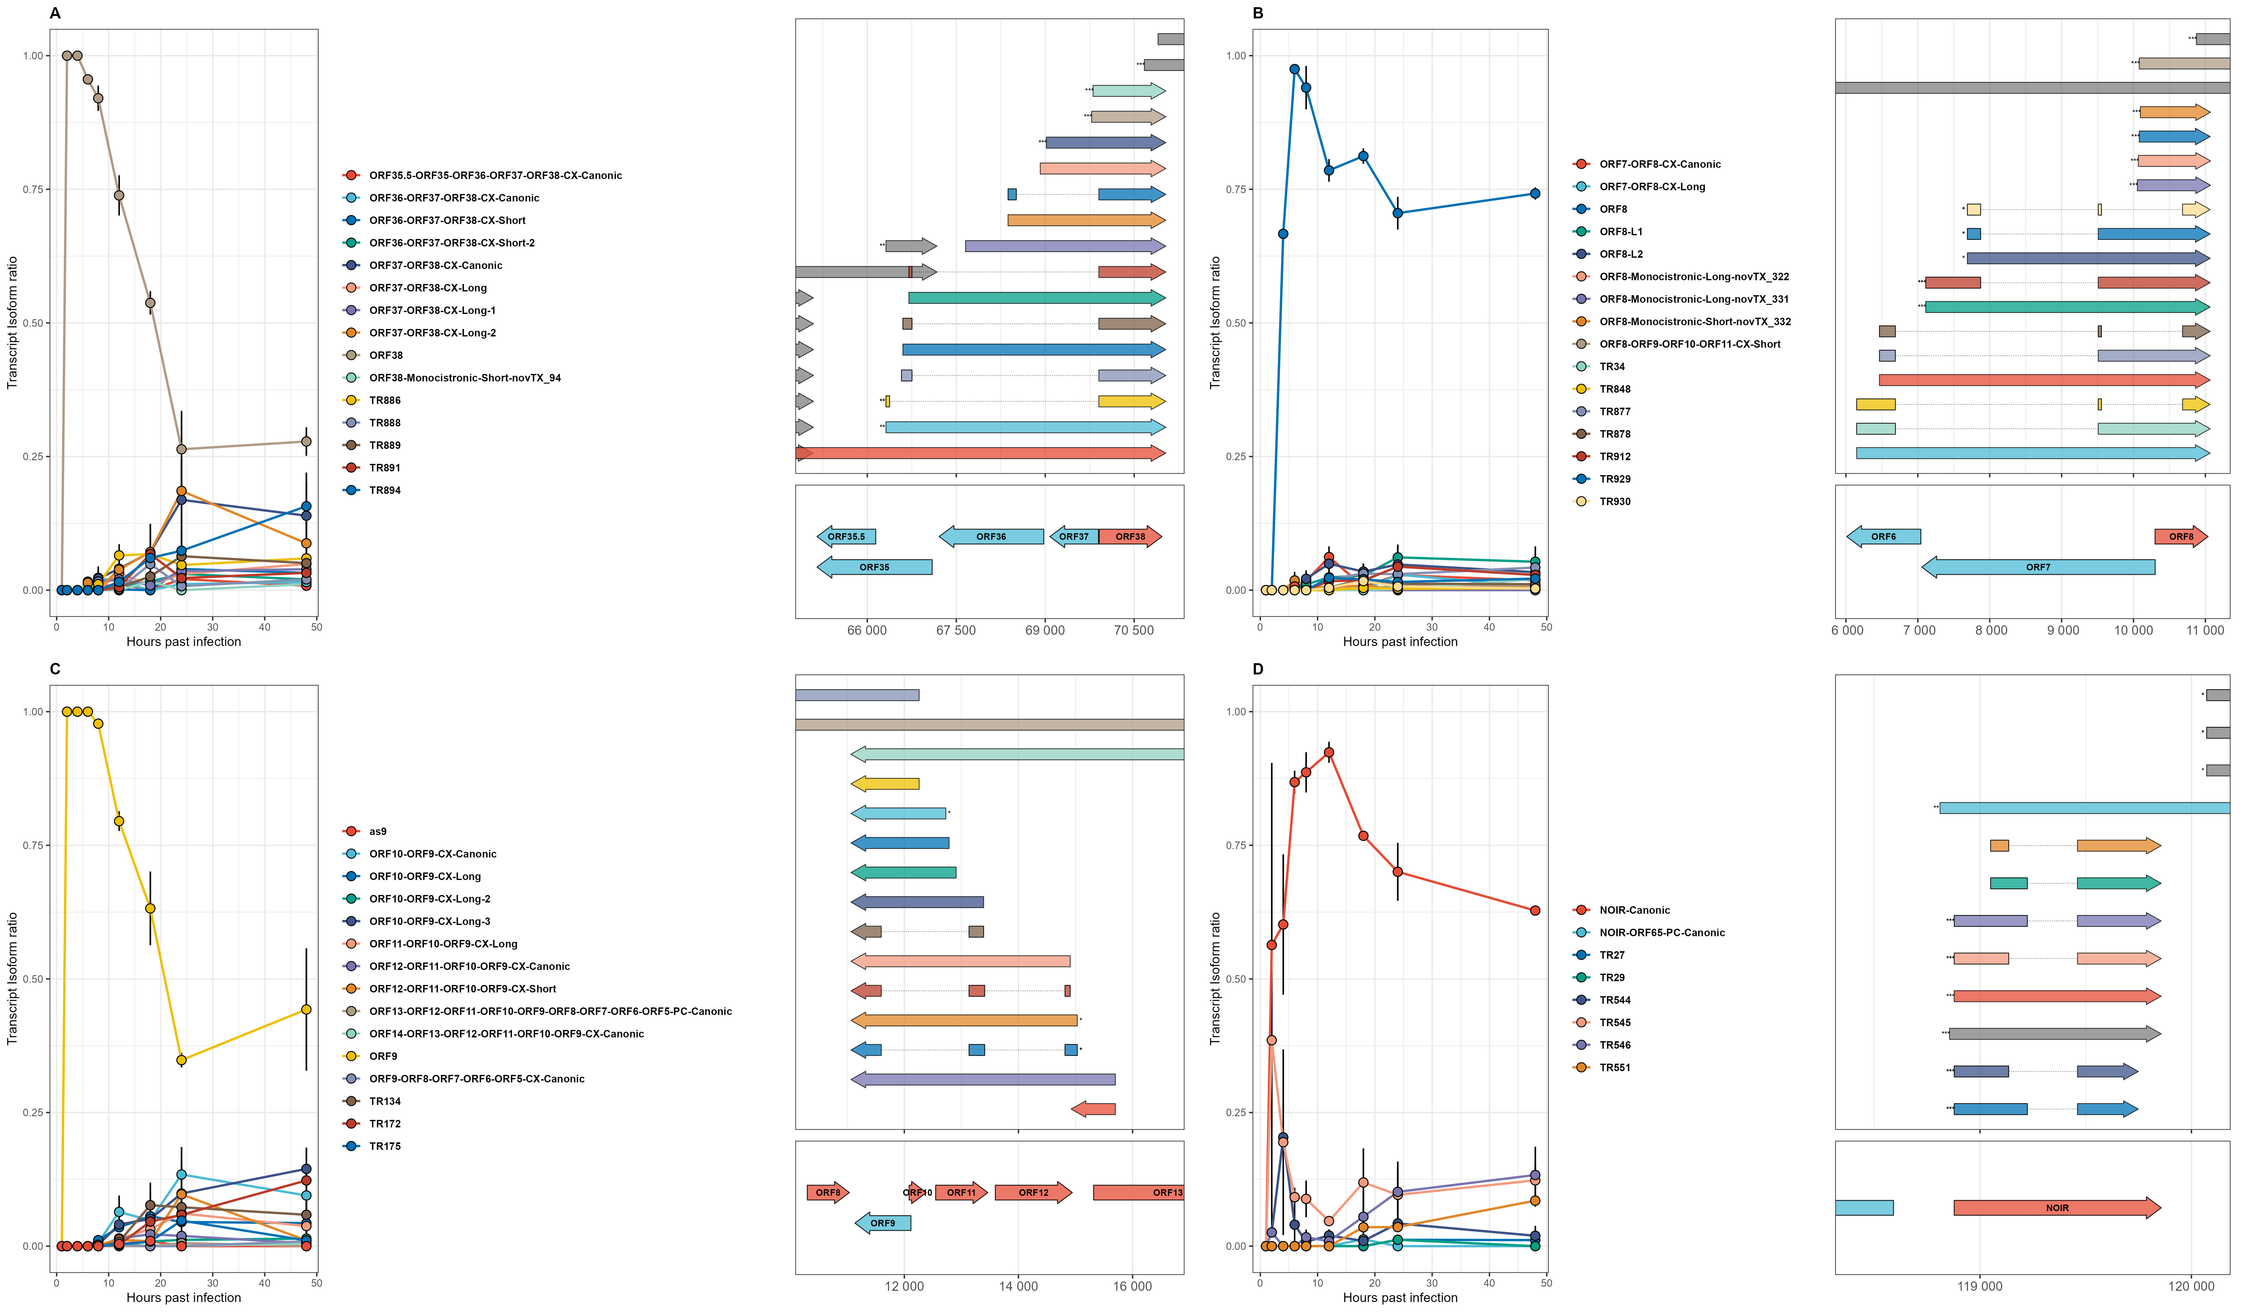 A
Transcript Isoform ratio
1.00
0.75
0.50
0.25
0.00
0 10 20 30 40 50
Hours past infection
ORF35.5-ORF35-ORF36-ORF37-ORF38-CX-Canonic
ORF36-ORF37-ORF38-CX-Canonic
ORF36-ORF37-ORF38-CX-Short
ORF36-ORF37-ORF38-CX-Short-2
ORF37-ORF38-CX-Canonic
ORF37-ORF38-CX-Long
ORF37-ORF38-CX-Long-1
ORF37-ORF38-CX-Long-2
ORF38
ORF38-Monocistronic-Short-novTX_94
TR886
TR888
TR889
TR891
TR894
***
***
***
***
**
**
**
ORF35.5 ORF36 ORF37 ORF38
ORF35
66 000 67 500 69 000 70 500
B
Transcript Isoform ratio
1.00
0.75
0.50
0.25
0.00
0 10 20 30 40 50
Hours past infection
ORF7-ORF8-CX-Canonic
ORF7-ORF8-CX-Long
ORF8
ORF8-L1
ORF8-L2
ORF8-Monocistronic-Long-novTX_322
ORF8-Monocistronic-Long-novTX_331
ORF8-Monocistronic-Short-novTX_332
ORF8-ORF9-ORF10-ORF11-CX-Short
TR34
TR848
TR877
TR878
TR912
TR929
TR930
***
***
***
***
***
***
*
*
*
***
***
ORF6 ORF8
ORF7
6 000 7 000 8 000 9 000 10 000 11 000
C
Transcript Isoform ratio
1.00
0.75
0.50
0.25
0.00
0 10 20 30 40 50
Hours past infection
as9
ORF10-ORF9-CX-Canonic
ORF10-ORF9-CX-Long
ORF10-ORF9-CX-Long-2
ORF10-ORF9-CX-Long-3
ORF11-ORF10-ORF9-CX-Long
ORF12-ORF11-ORF10-ORF9-CX-Canonic
ORF12-ORF11-ORF10-ORF9-CX-Short
ORF13-ORF12-ORF11-ORF10-ORF9-ORF8-ORF7-ORF6-ORF5-PC-Canonic
ORF14-ORF13-ORF12-ORF11-ORF10-ORF9-CX-Canonic
ORF9
ORF9-ORF8-ORF7-ORF6-ORF5-CX-Canonic
TR134
TR172
TR175
*
*
*
ORF8 ORF10 ORF11 ORF12 ORF13
ORF9
12 000 14 000 16 000
D
Transcript Isoform ratio
1.00
0.75
0.50
0.25
0.00
0 10 20 30 40 50
Hours past infection
NOIR-Canonic
NOIR-ORF65-PC-Canonic
TR27
TR29
TR544
TR545
TR546
TR551
*
*
*
**
***
***
***
***
***
***
NOIR
119 000 120 000